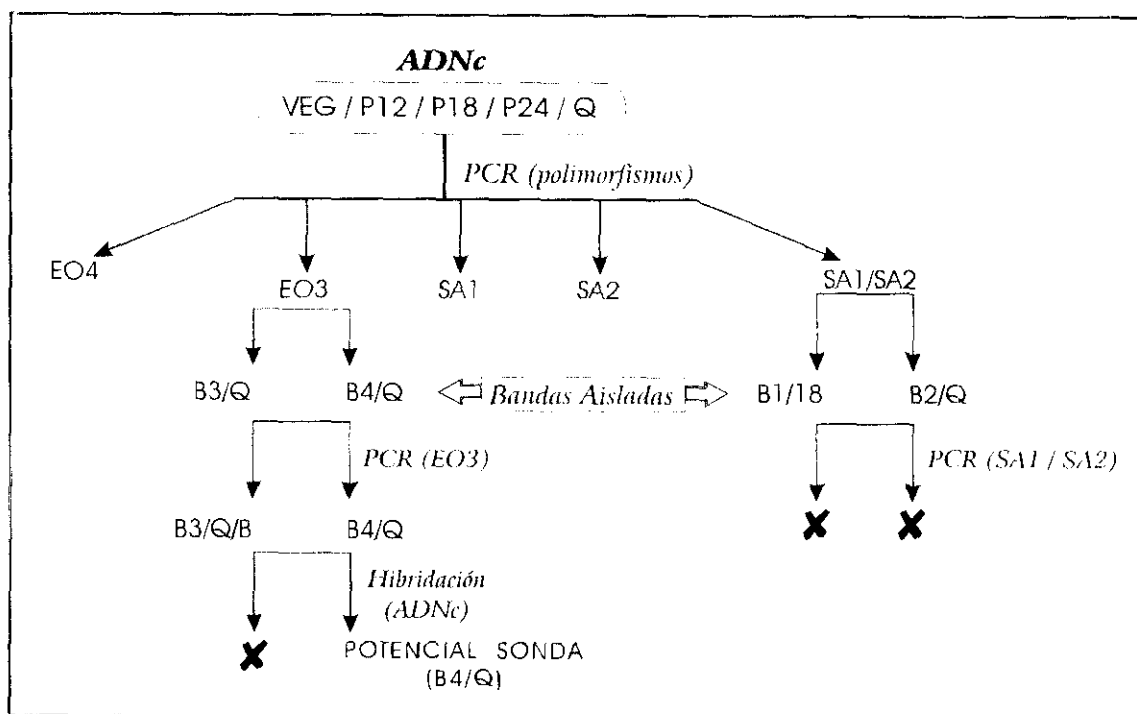 ADNc
VEG / P12 / P18 / P24 / Q
PCR (polimorfismos)
EO4
EO3
SA1
SA2
SA1/SA2
B3/Q
B4/Q
Bandas Aisladas
B1/18
B2/Q
PCR (EO3)
PCR (SA1 / SA2)
B3/Q/B
B4/Q
Hibridación
(ADNc)
POTENCIAL SONDA
(B4/Q)